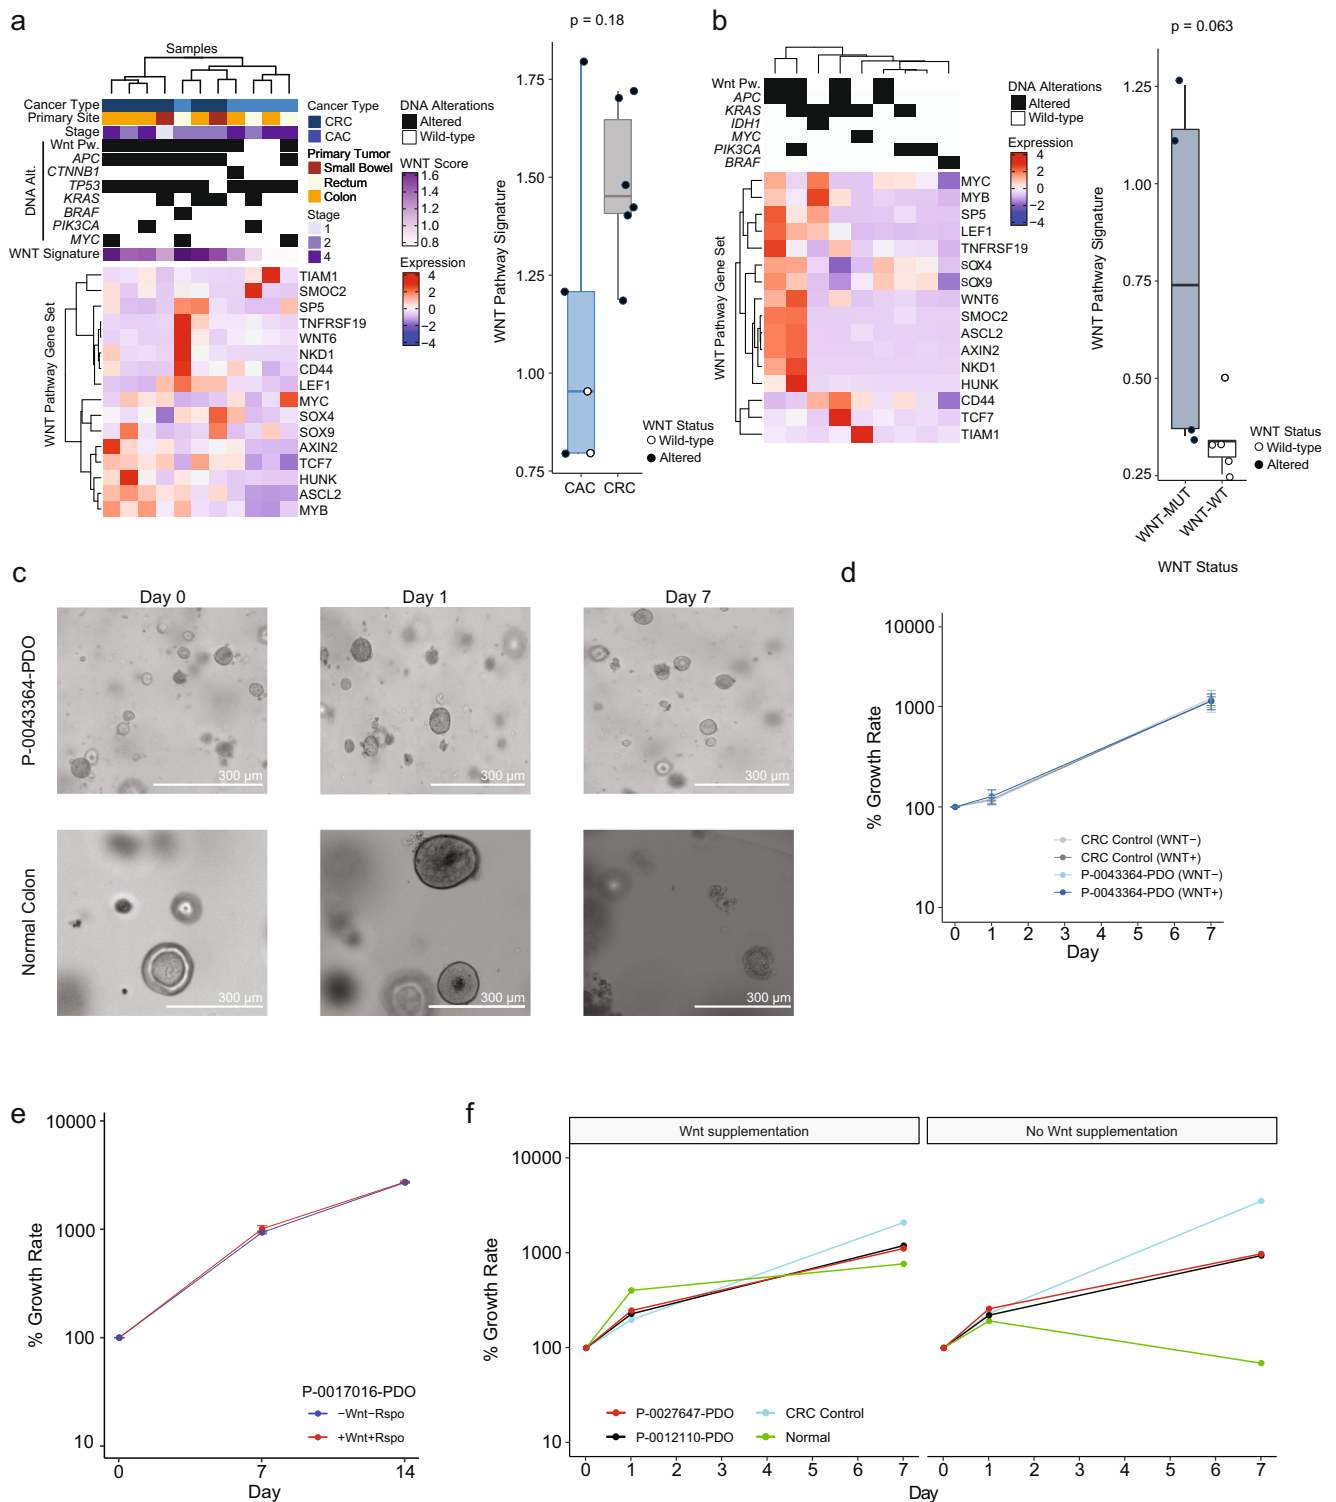 a
Samples
Cancer Type
Primary Site
Stage
Wnt Pw.
APC
CTNNB1
TP53
KRAS
BRAF
PIK3CA
MYC
WNT Signature
DNA Alt.
Cancer Type
CRC
CAC
Primary Tumor
Small Bowel
Rectum
Colon
Stage
1
2
4
DNA Alterations
Altered
Wild-type
WNT Score
1.6
1.4
1.2
1.0
0.8
Expression
4
2
0
−2
−4
WNT Pathway Gene Set
TIAM1
SMOC2
SP5
TNFRSF19
WNT6
NKD1
CD44
LEF1
MYC
SOX4
SOX9
AXIN2
TCF7
HUNK
ASCL2
MYB
p = 0.18
WNT Pathway Signature
1.75
1.50
1.25
1.00
0.75
CAC CRC
WNT Status
Wild-type
Altered
b
Wnt Pw.
APC
KRAS
IDH1
MYC
PIK3CA
BRAF
DNA Alterations
Altered
Wild-type
Expression
4
2
0
−2
−4
WNT Pathway Gene Set
MYC
MYB
SP5
LEF1
TNFRSF19
SOX4
SOX9
WNT6
SMOC2
ASCL2
AXIN2
NKD1
HUNK
CD44
TCF7
TIAM1
p = 0.063
WNT Pathway Signature
1.25
1.00
0.75
0.50
0.25
WNT-MUT
WNT-WT
WNT Status
WNT Status
Wild-type
Altered
c
Day 0
Day 1
Day 7
P-0043364-PDO
300 µm
300 µm
300 µm
Normal Colon
300 µm
300 µm
300 µm
d
% Growth Rate
10000
1000
100
10
0 1 2 3 4 5 6 7
Day
CRC Control (WNT−)
CRC Control (WNT+)
P-0043364-PDO (WNT−)
P-0043364-PDO (WNT+)
e
% Growth Rate
10000
1000
100
10
0 7 14
Day
P-0017016-PDO
−Wnt−Rspo
+Wnt+Rspo
f
Wnt supplementation
No Wnt supplementation
% Growth Rate
10000
1000
100
10
P-0027647-PDO
P-0012110-PDO
CRC Control
Normal
0 1 2 3 4 5 6 7
0 1 2 3 4 5 6 7
Day
Day